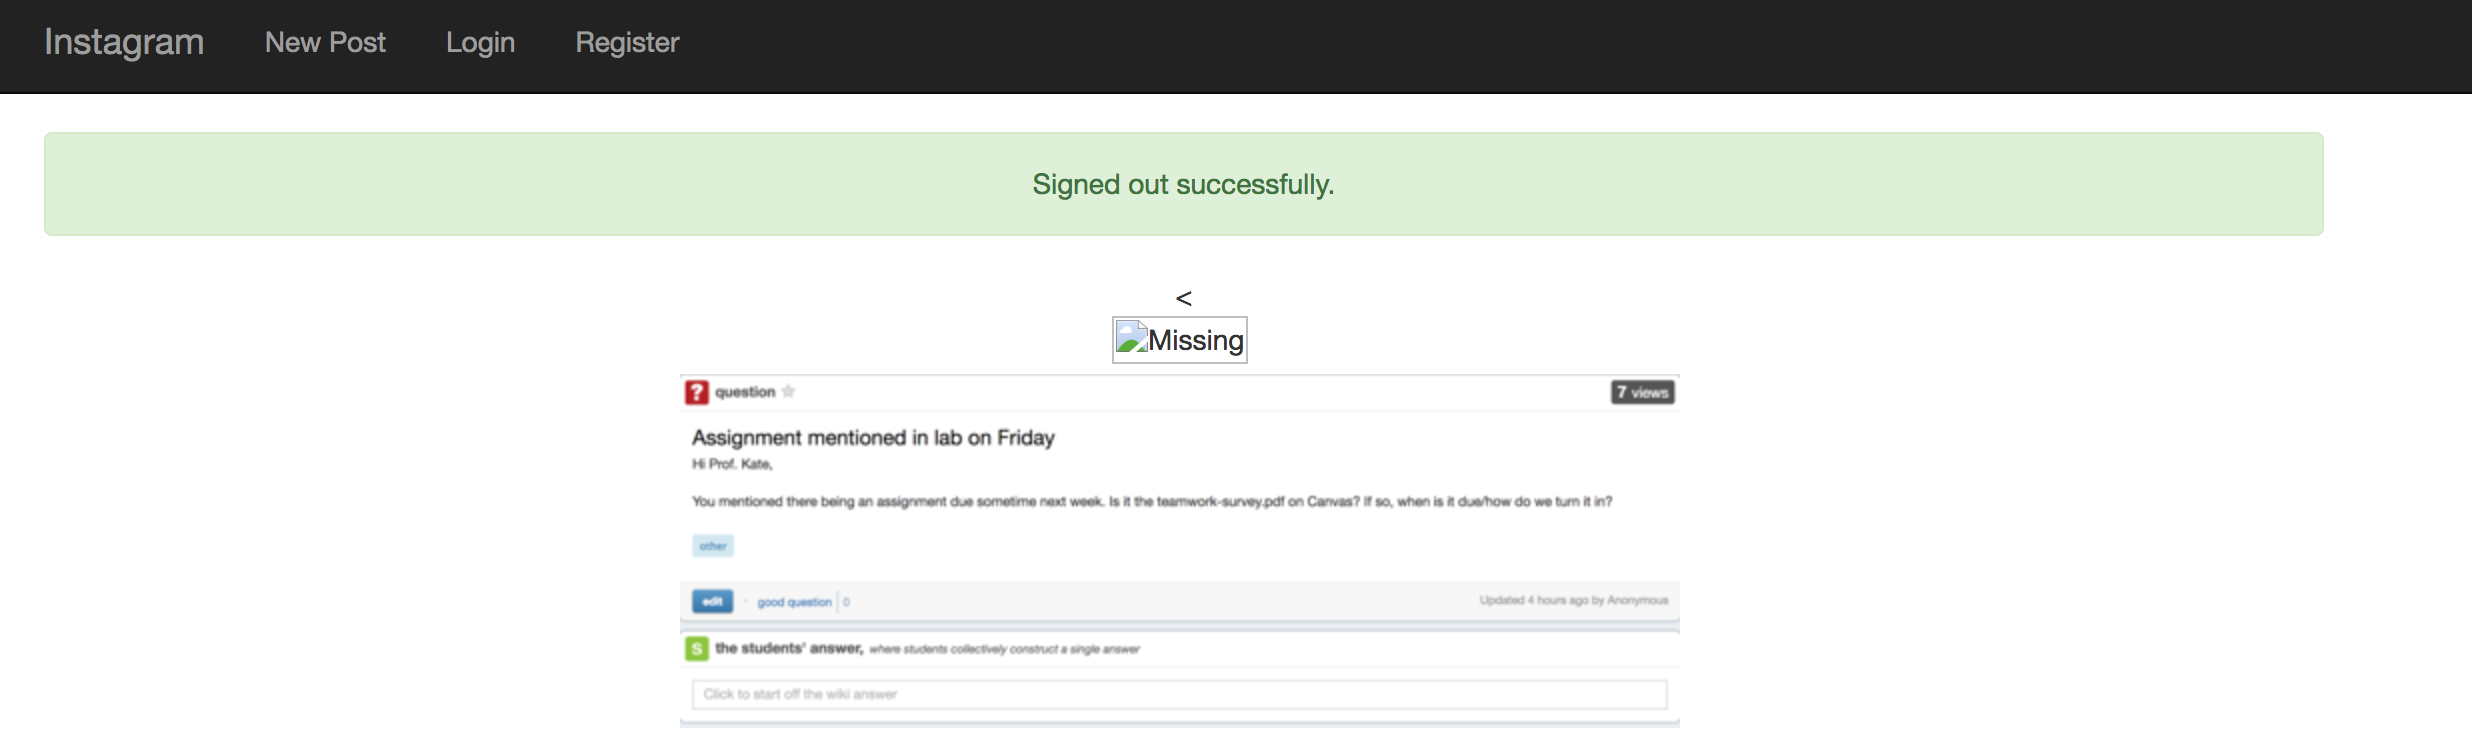 Instagram New Post Login Register
Signed out successfully.
<
Missing
? question 7 views
Assignment mentioned in lab on Friday
Hi Prof. Kate,
You mentioned there being an assignment due sometime next week. Is it the teamwork-survey.pdf on Canvas? If so, when is it due/how do we turn it in?
other
edit · good question 0 Updated 4 hours ago by Anonymous
S the students' answer, where students collectively construct a single answer
Click to start off the wiki answer